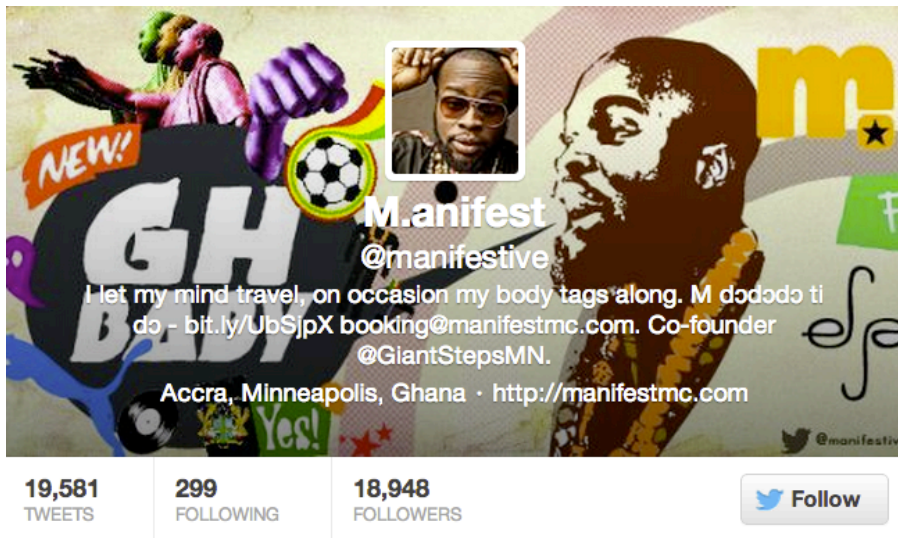 NEW!
GH
BABY
m.
M.anifest
@manifestive
I let my mind travel, on occasion my body tags along. M dɔdɔdɔ ti
dɔ - bit.ly/UbSjpX booking@manifestmc.com. Co-founder
@GiantStepsMN.
Accra, Minneapolis, Ghana · http://manifestmc.com
Yes!
19,581
TWEETS
299
FOLLOWING
18,948
FOLLOWERS
Follow